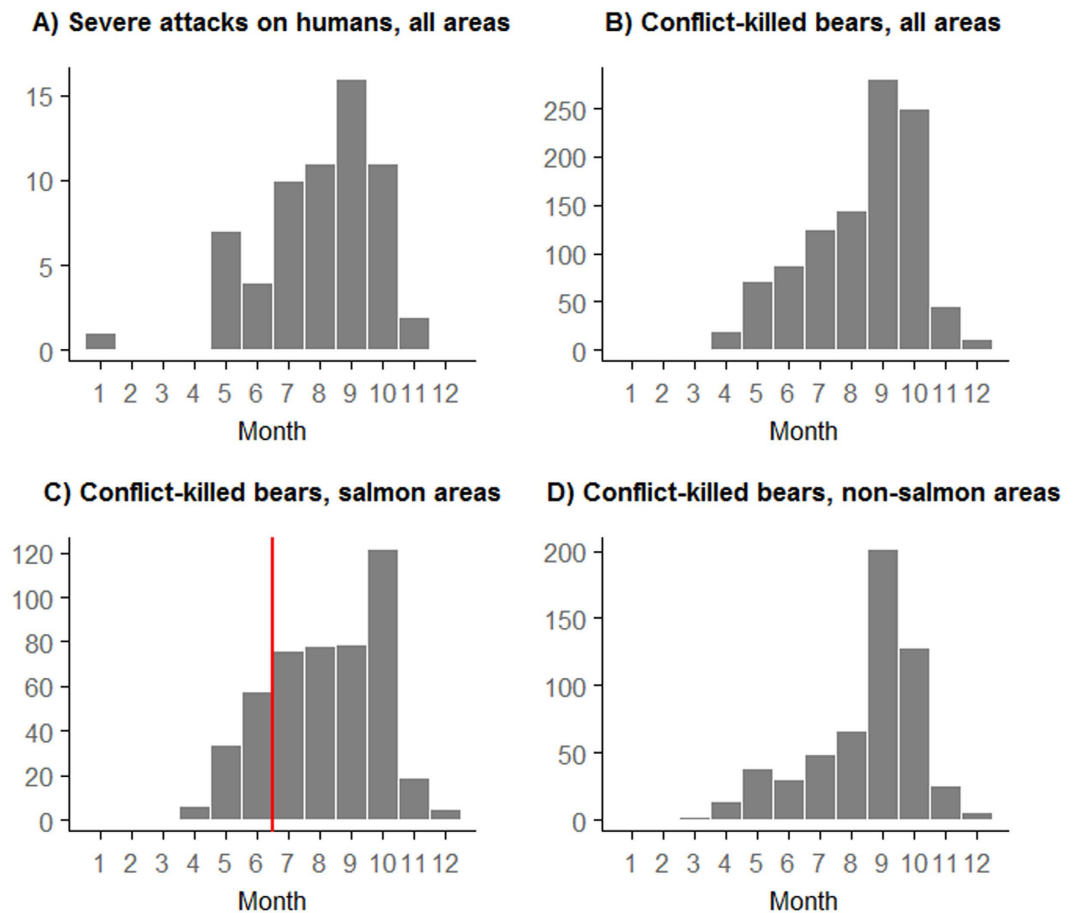 A) Severe attacks on humans, all areas
15
10
5
0
1 2 3 4 5 6 7 8 9 10 11 12
Month
B) Conflict-killed bears, all areas
250
200
150
100
50
0
1 2 3 4 5 6 7 8 9 10 11 12
Month
C) Conflict-killed bears, salmon areas
120
100
80
60
40
20
0
1 2 3 4 5 6 7 8 9 10 11 12
Month
D) Conflict-killed bears, non-salmon areas
200
150
100
50
0
1 2 3 4 5 6 7 8 9 10 11 12
Month